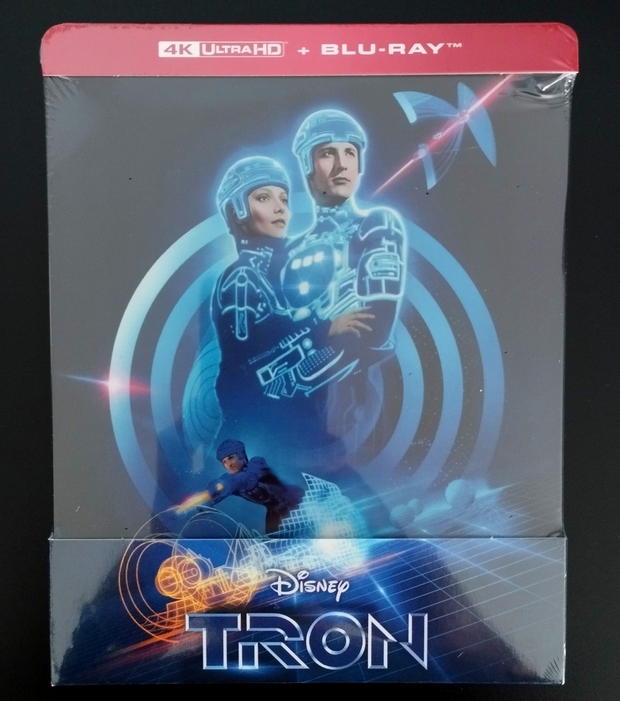 4K ULTRA HD + BLU-RAY™
Disney
TRON